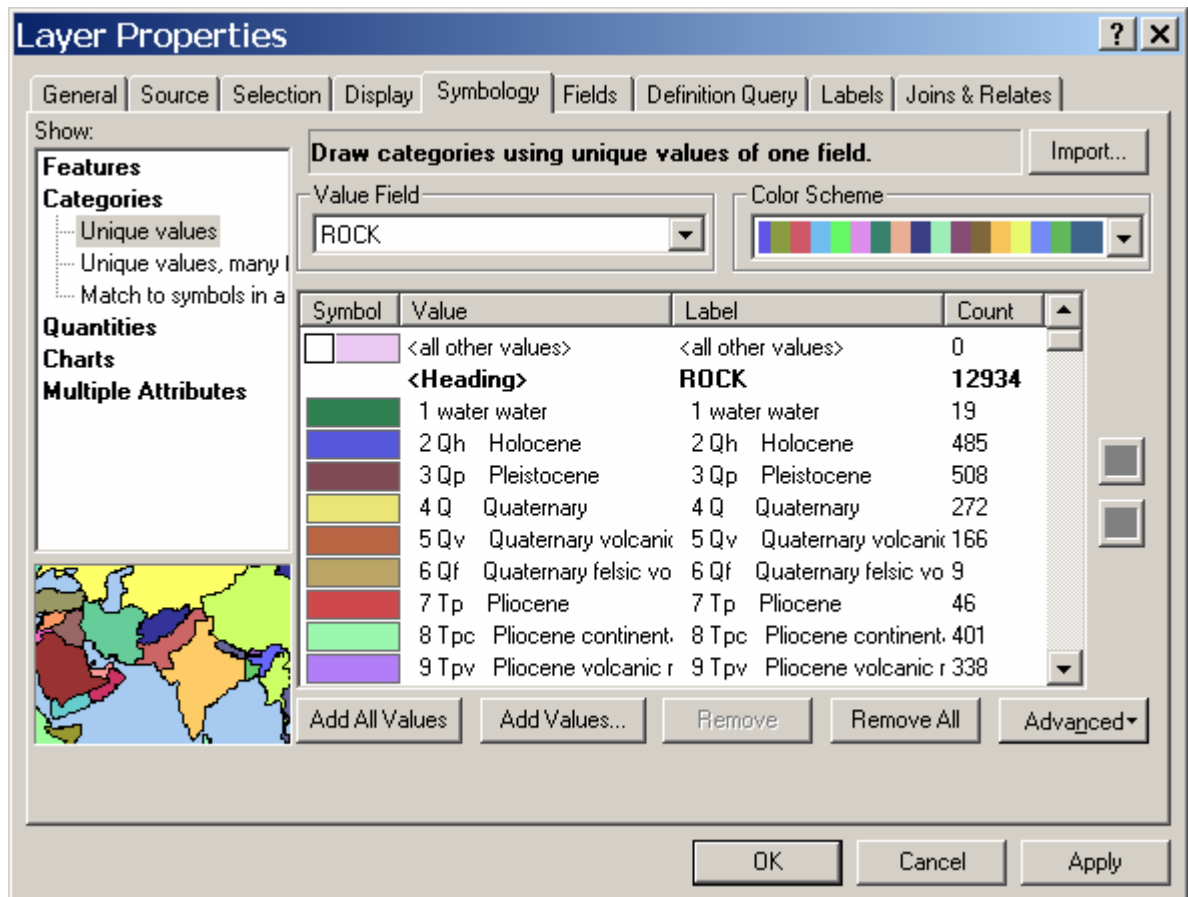 Layer Properties
General Source Selection Display Symbology Fields Definition Query Labels Joins & Relates
Show:
Features
Categories
Unique values
Unique values, many f
Match to symbols in a
Quantities
Charts
Multiple Attributes
Draw categories using unique values of one field.
Import...
Value Field
ROCK
Color Scheme
Symbol Value Label Count
<all other values> <all other values> 0
<Heading> ROCK 12934
1 water water 1 water water 19
2 Qh Holocene 2 Qh Holocene 485
3 Qp Pleistocene 3 Qp Pleistocene 508
4 Q Quaternary 4 Q Quaternary 272
5 Qv Quaternary volcanic 5 Qv Quaternary volcanic 166
6 Qf Quaternary felsic vo 6 Qf Quaternary felsic vo 9
7 Tp Pliocene 7 Tp Pliocene 46
8 Tpc Pliocene continent 8 Tpc Pliocene continent 401
9 Tpv Pliocene volcanic r 9 Tpv Pliocene volcanic r 338
Add All Values Add Values... Remove Remove All Advanced
OK Cancel Apply